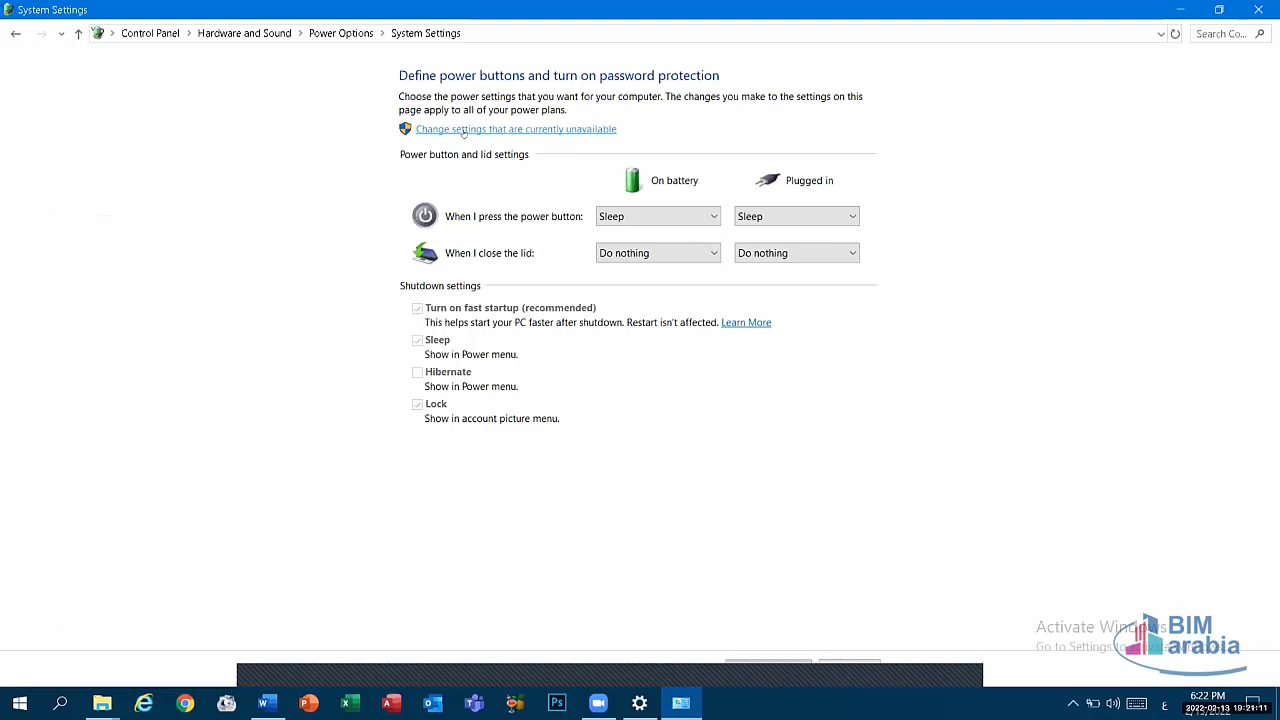 System Settings
Control Panel
Hardware and Sound
Power Options
System Settings
Search Co...
Define power buttons and turn on password protection
Choose the power settings that you want for your computer. The changes you make to the settings on this
page apply to all of your power plans.
Change settings that are currently unavailable
Power button and lid settings
On battery
Plugged in
When I press the power button:
Sleep
Sleep
When I close the lid:
Do nothing
Do nothing
Shutdown settings
Turn on fast startup (recommended)
This helps start your PC faster after shutdown. Restart isn't affected. Learn More
Sleep
Show in Power menu.
Hibernate
Show in Power menu.
Lock
Show in account picture menu.
Activate Windows
Go to Settings to
BIM
arabia
6:22 PM
2022-02-13 19:21:11
ع